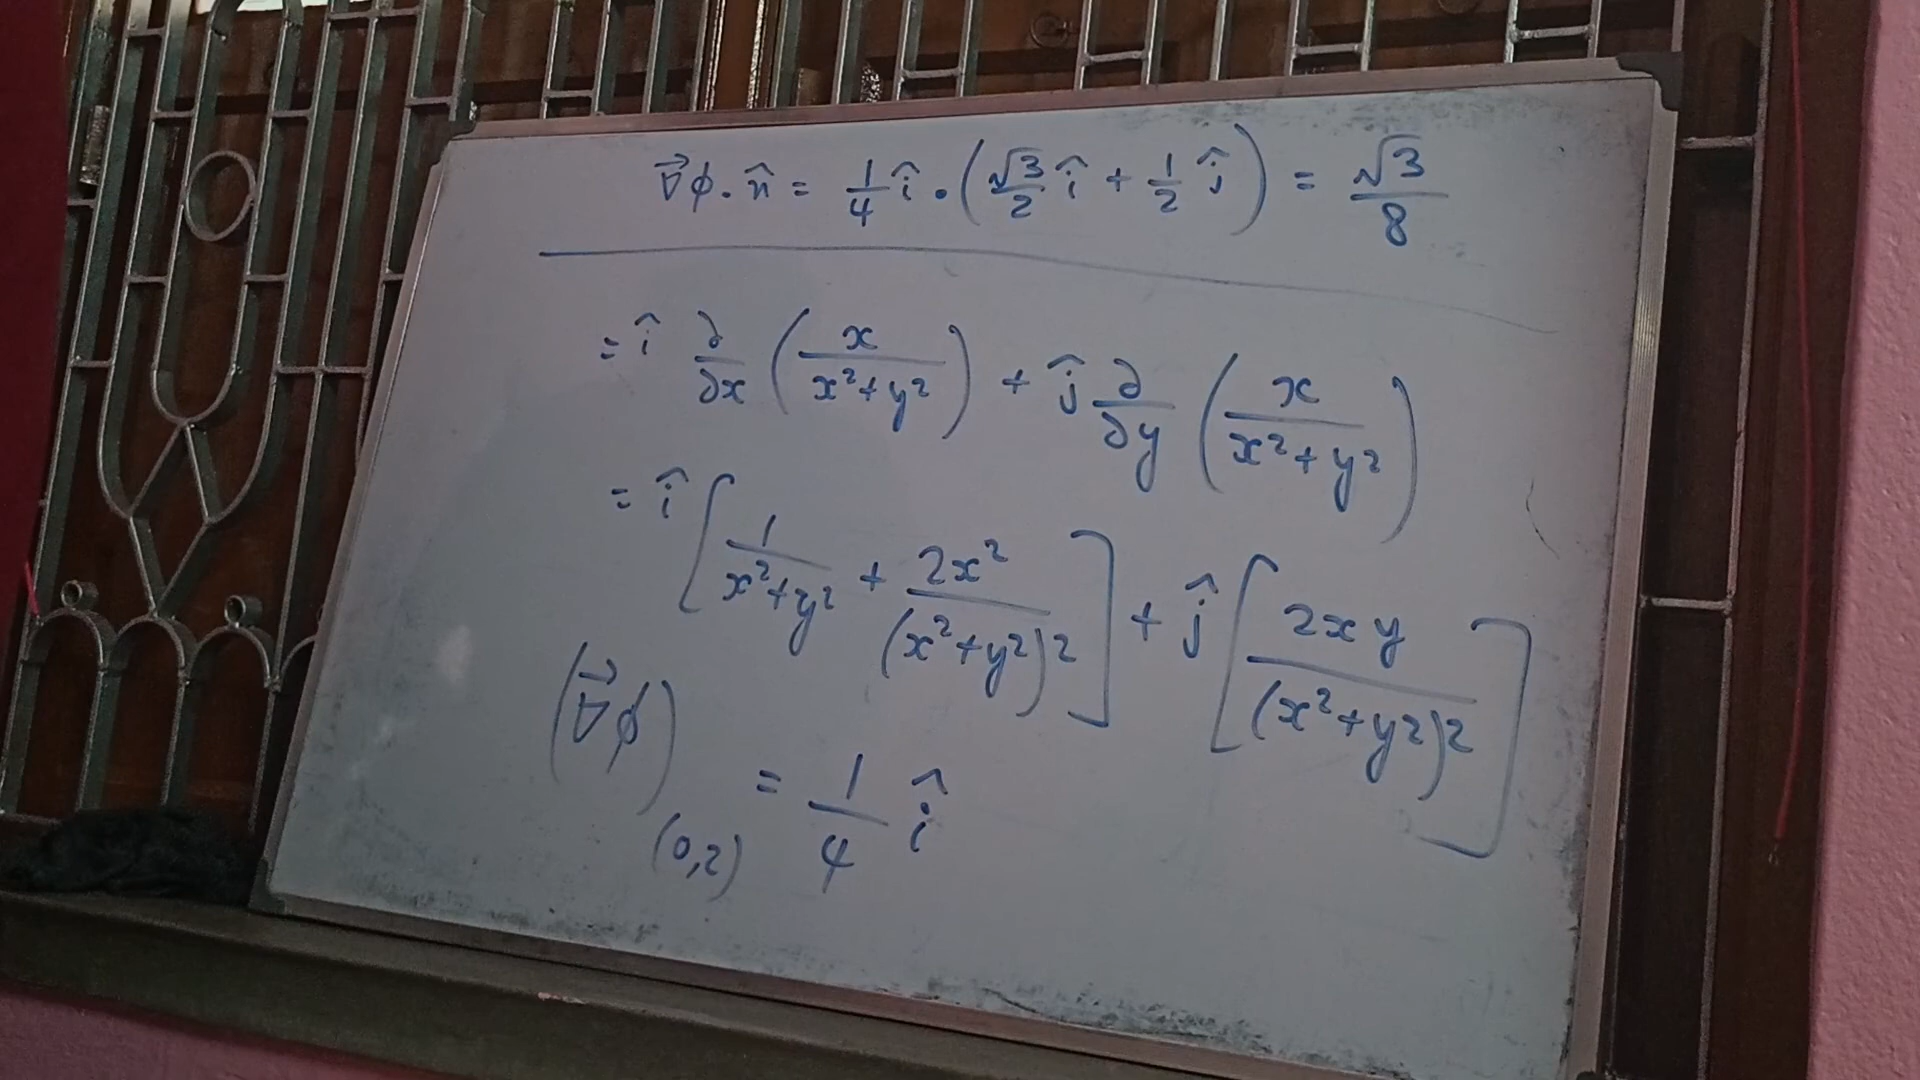 ∇⃗ϕ · n̂ = 1/4 î · (√3/2 î + 1/2 ĵ) = √3/8
= î ∂/∂x (x/(x²+y²)) + ĵ ∂/∂y (x/(x²+y²))
= î [1/(x²+y²) + 2x²/(x²+y²)²] + ĵ [2xy/(x²+y²)²]
(∇⃗ϕ)(0,2) = 1/4 î